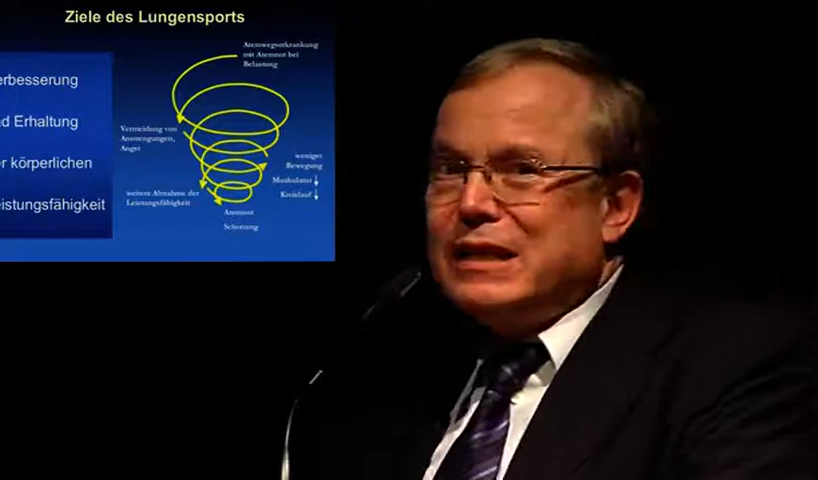 Ziele des Lungensports
erbesserung
d Erhaltung
r körperlichen
eistungsfähigkeit
Atemwegserkrankung
mit Atemnot bei
Belastung
Vermeidung von
Anstrengungen,
Angst
weniger
Bewegung
Muskulatur ↓
Kreislauf ↓
weitere Abnahme der
Leistungsfähigkeit
Atemnot
Schonung